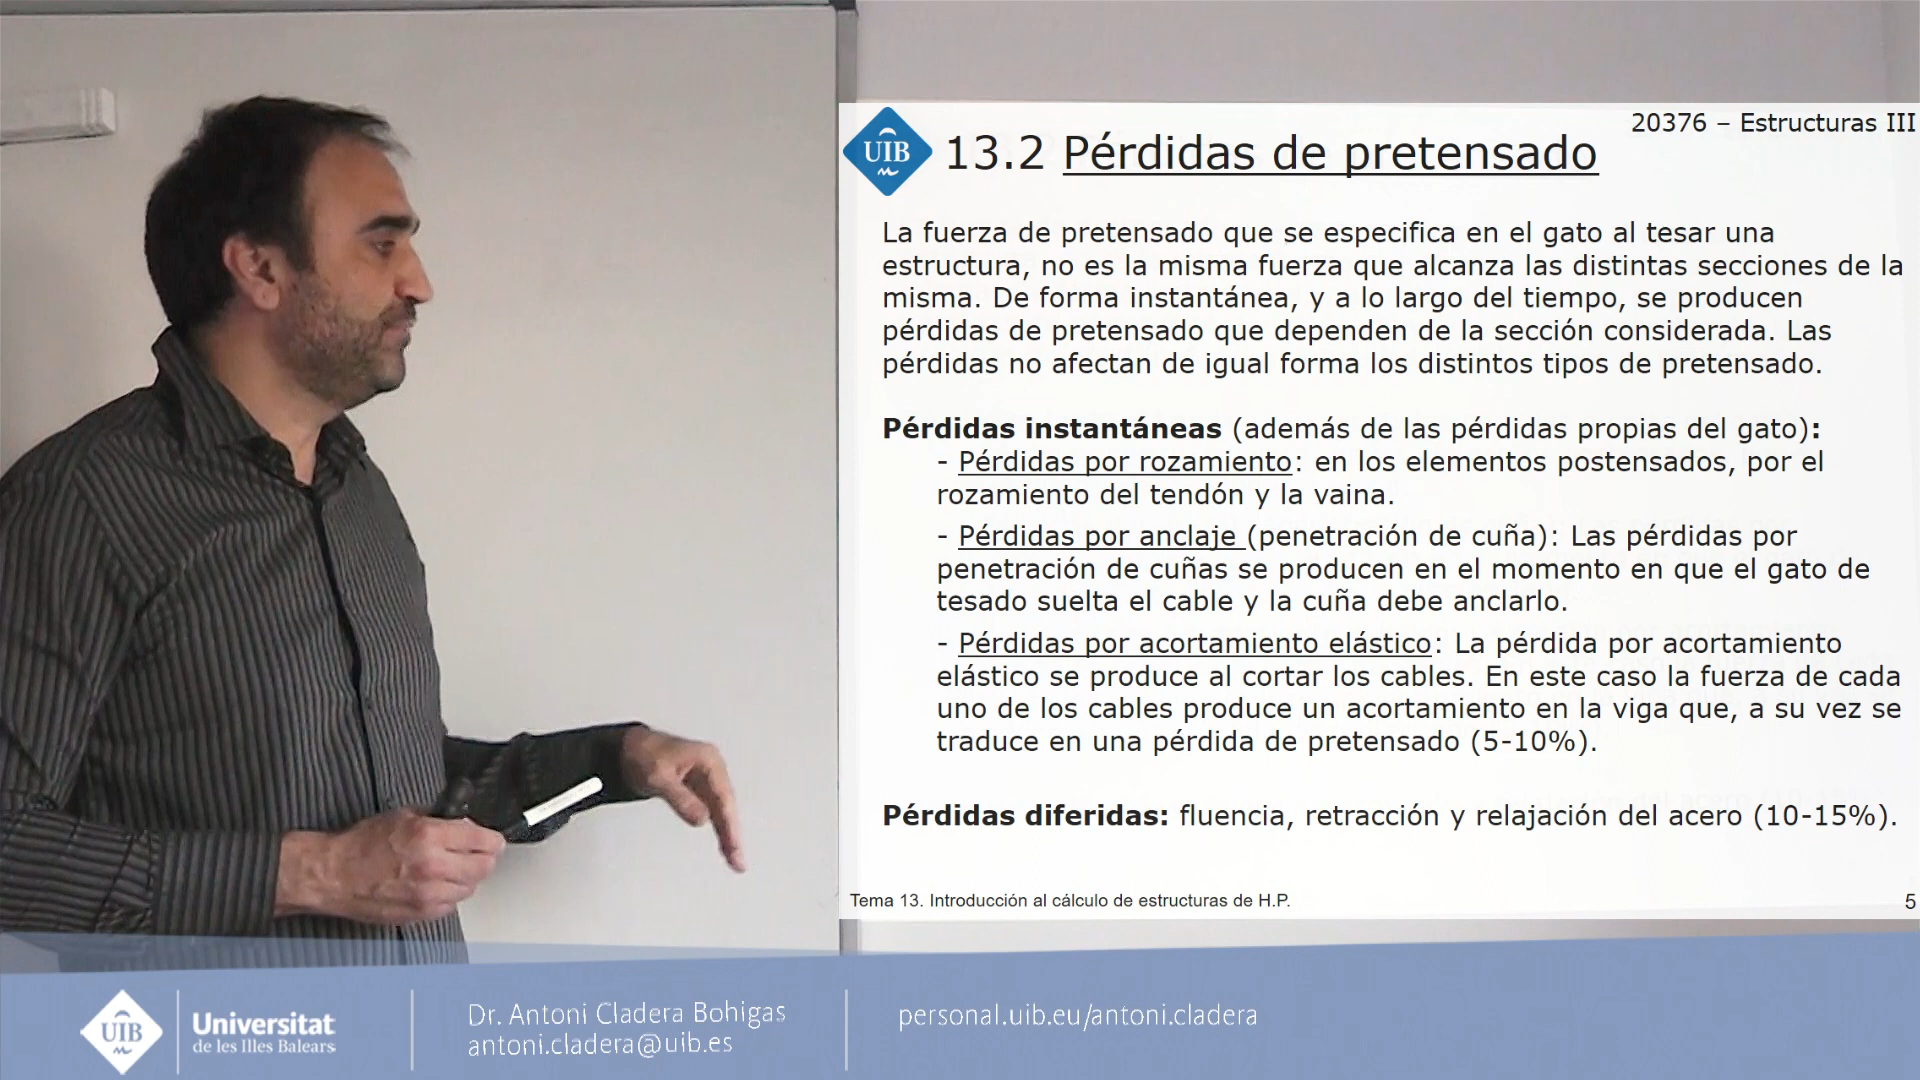 20376 – Estructuras III
UIB
13.2 Pérdidas de pretensado
La fuerza de pretensado que se especifica en el gato al tesar una
estructura, no es la misma fuerza que alcanza las distintas secciones de la
misma. De forma instantánea, y a lo largo del tiempo, se producen
pérdidas de pretensado que dependen de la sección considerada. Las
pérdidas no afectan de igual forma los distintos tipos de pretensado.
Pérdidas instantáneas (además de las pérdidas propias del gato):
- Pérdidas por rozamiento: en los elementos postensados, por el
rozamiento del tendón y la vaina.
- Pérdidas por anclaje (penetración de cuña): Las pérdidas por
penetración de cuñas se producen en el momento en que el gato de
tesado suelta el cable y la cuña debe anclarlo.
- Pérdidas por acortamiento elástico: La pérdida por acortamiento
elástico se produce al cortar los cables. En este caso la fuerza de cada
uno de los cables produce un acortamiento en la viga que, a su vez se
traduce en una pérdida de pretensado (5-10%).
Pérdidas diferidas: fluencia, retracción y relajación del acero (10-15%).
Tema 13. Introducción al cálculo de estructuras de H.P.
5
UIB
Universitat
de les Illes Balears
Dr. Antoni Cladera Bohigas
antoni.cladera@uib.es
personal.uib.eu/antoni.cladera